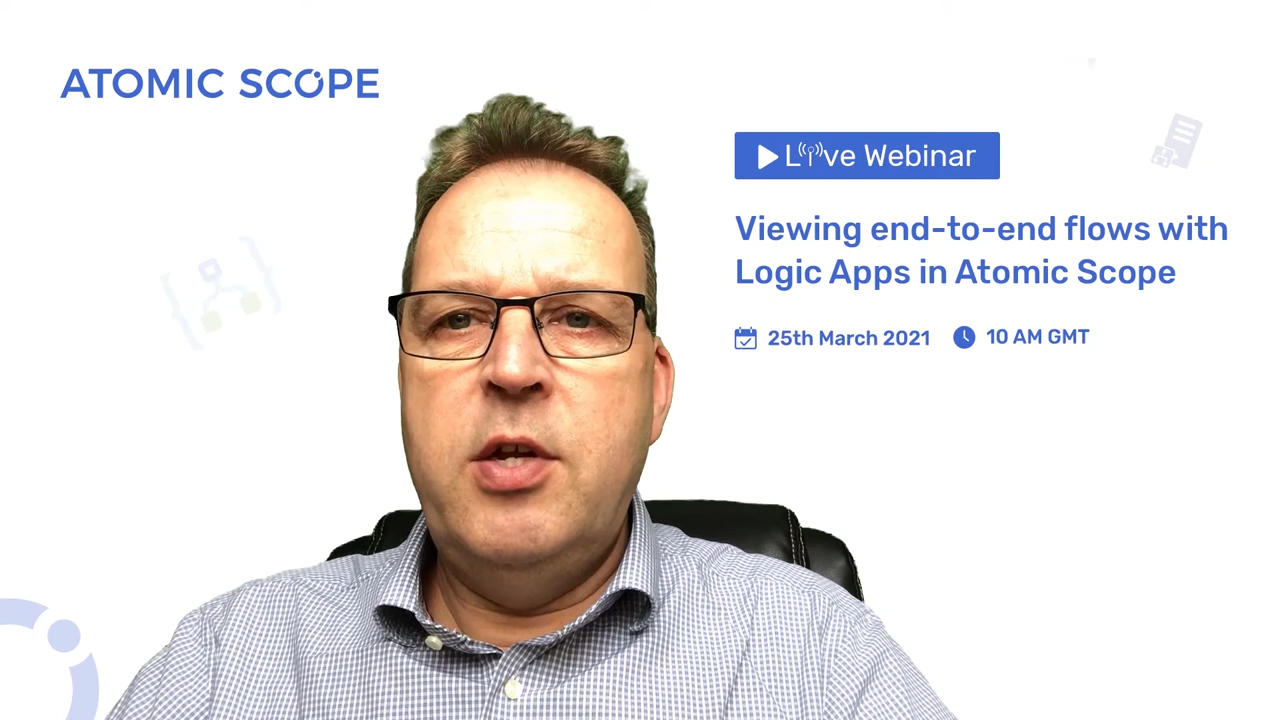 ATOMIC SCOPE
Live Webinar
Viewing end-to-end flows with
Logic Apps in Atomic Scope
25th March 2021 10 AM GMT